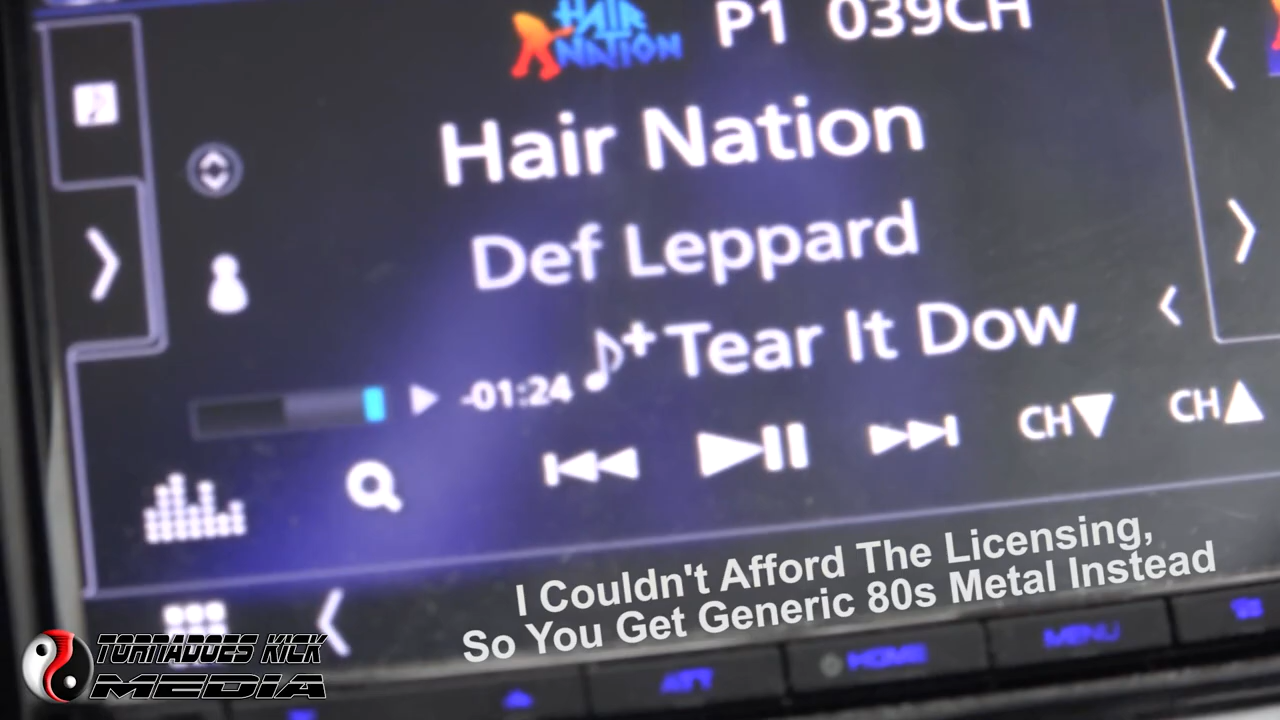 HAIR NATION
P1 039CH
Hair Nation
Def Leppard
Tear It Dow
-01:24
CH
CH
I Couldn't Afford The Licensing,
So You Get Generic 80s Metal Instead
ATT
HOME
MENU
TORNADOES KICK
MEDIA